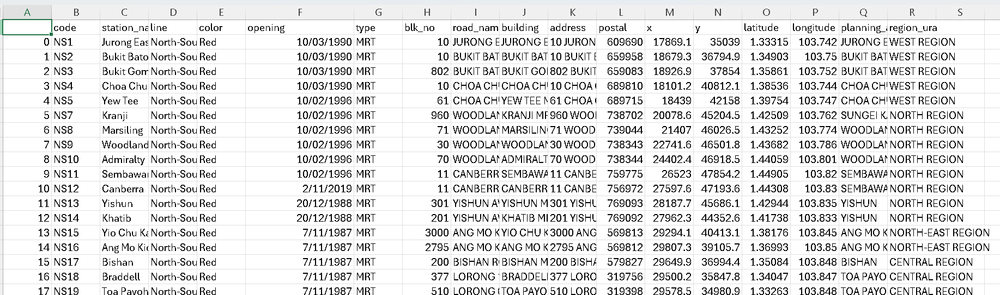 A B C D E F G H I J K L M N O P Q R S
code station_na line color opening type blk_no road_nam building address postal x y latitude longitude planning_a region_ura
0 NS1 Jurong Eas North-Sou Red 10/03/1990 MRT 10 JURONG E JURONG E 10 JURON 609690 17869.1 35039 1.33315 103.742 JURONG E WEST REGION
1 NS2 Bukit Bato North-Sou Red 10/03/1990 MRT 10 BUKIT BAT BUKIT BAT 10 BUKIT 659958 18679.3 36794.9 1.34903 103.75 BUKIT BAT WEST REGION
2 NS3 Bukit Gom North-Sou Red 10/03/1990 MRT 802 BUKIT BAT BUKIT GO 802 BUKIT 659083 18926.9 37854 1.35861 103.752 BUKIT BAT WEST REGION
3 NS4 Choa Chu North-Sou Red 10/03/1990 MRT 10 CHOA CH CHOA CH 10 CHOA 689810 18101.2 40812.1 1.38536 103.744 CHOA CH WEST REGION
4 NS5 Yew Tee North-Sou Red 10/02/1996 MRT 61 CHOA CH YEW TEE 61 CHOA 689715 18439 42158 1.39754 103.747 CHOA CH WEST REGION
5 NS7 Kranji North-Sou Red 10/02/1996 MRT 960 WOODLAN KRANJI MR 960 WOO 738702 20078.6 45204.5 1.42509 103.762 SUNGEI K NORTH REGION
6 NS8 Marsiling North-Sou Red 10/02/1996 MRT 71 WOODLAN MARSILIN 71 WOOD 739044 21407 46026.5 1.43252 103.774 WOODLAN NORTH REGION
7 NS9 Woodland North-Sou Red 10/02/1996 MRT 30 WOODLAN WOODLAN 30 WOOD 738343 22741.6 46501.8 1.43682 103.786 WOODLAN NORTH REGION
8 NS10 Admiralty North-Sou Red 10/02/1996 MRT 70 WOODLAN ADMIRALT 70 WOOD 738344 24402.4 46918.5 1.44059 103.801 WOODLAN NORTH REGION
9 NS11 Sembawa North-Sou Red 10/02/1996 MRT 11 CANBERR SEMBAWA 11 CANBE 759775 26523 47854.2 1.44905 103.82 SEMBAWA NORTH REGION
10 NS12 Canberra North-Sou Red 2/11/2019 MRT 11 CANBERR CANBERR 11 CANBE 756972 27597.6 47193.6 1.44308 103.83 SEMBAWA NORTH REGION
11 NS13 Yishun North-Sou Red 20/12/1988 MRT 301 YISHUN AV YISHUN M 301 YISHU 769093 28187.7 45686.1 1.42944 103.835 YISHUN NORTH REGION
12 NS14 Khatib North-Sou Red 20/12/1988 MRT 201 YISHUN AV KHATIB MR 201 YISHU 769092 27962.3 44352.6 1.41738 103.833 YISHUN NORTH REGION
13 NS15 Yio Chu Ka North-Sou Red 7/11/1987 MRT 3000 ANG MO K YIO CHU K 3000 ANG 569813 29294.1 40413.1 1.38176 103.845 ANG MO K NORTH-EAST REGION
14 NS16 Ang Mo Kio North-Sou Red 7/11/1987 MRT 2795 ANG MO K ANG MO K 2795 ANG 569812 29807.3 39105.7 1.36993 103.85 ANG MO K NORTH-EAST REGION
15 NS17 Bishan North-Sou Red 7/11/1987 MRT 200 BISHAN R BISHAN M 200 BISHA 579827 29649.9 36994.4 1.35084 103.848 BISHAN CENTRAL REGION
16 NS18 Braddell North-Sou Red 7/11/1987 MRT 377 LORONG BRADDEL 377 LORO 319756 29500.2 35847.8 1.34047 103.847 TOA PAYO CENTRAL REGION
17 NS19 Toa Payoh North-Sou Red 7/11/1987 MRT 510 LORONG TOA PAYO 510 LORO 319398 29578.5 34980.9 1.33263 103.848 TOA PAYO CENTRAL REGION